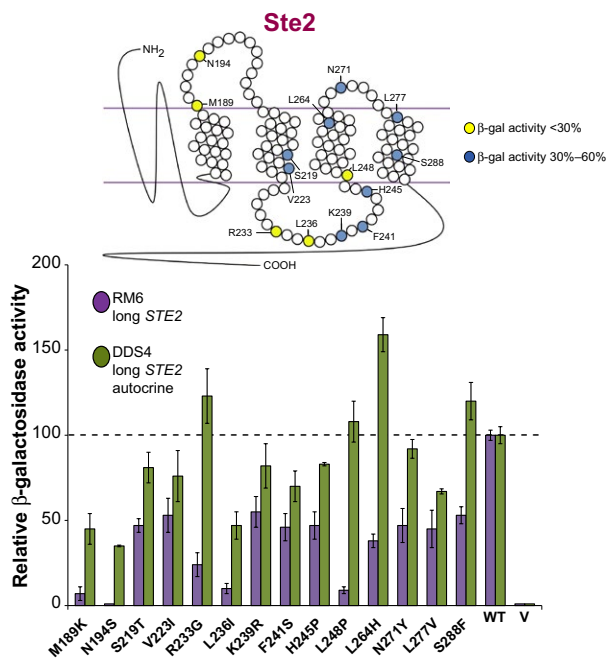 Ste2
NH2
N194
M189
N271
L264
L277
S219
V223
L248
S288
H245
R233
L236
K239
F241
COOH
β-gal activity <30%
β-gal activity 30%–60%
Relative β-galactosidase activity
200
150
100
50
0
RM6
long STE2
DDS4
long STE2
autocrine
M189K
N194S
S219T
V223I
R233G
L236I
K239R
F241S
H245P
L248P
L264H
N271Y
L277V
S288F
WT
V